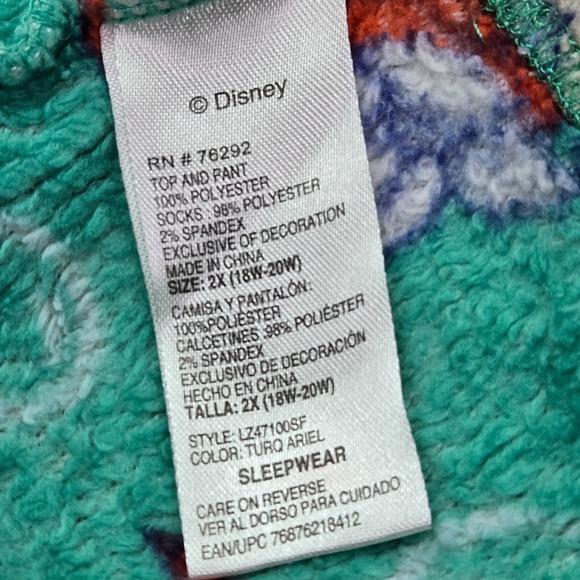 © Disney
RN # 76292
TOP AND PANT
100% POLYESTER
SOCKS : 98% POLYESTER
2% SPANDEX
EXCLUSIVE OF DECORATION
MADE IN CHINA
SIZE: 2X (18W-20W)
CAMISA Y PANTALÓN:
100%POLIÉSTER
CALCETINES :98% POLIÉSTER
2% SPANDEX
EXCLUSIVO DE DECORACIÓN
HECHO EN CHINA
TALLA: 2X (18W-20W)
STYLE: LZ47100SF
COLOR: TURQ ARIEL
SLEEPWEAR
CARE ON REVERSE
VER AL DORSO PARA CUIDADO
EAN/UPC 76876218412